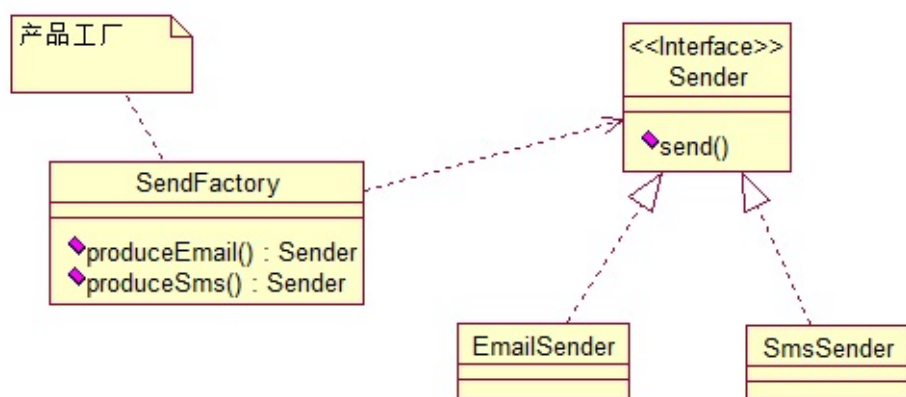 产品工厂
<<Interface>>
Sender
send()
SendFactory
produceEmail() : Sender
produceSms() : Sender
EmailSender
SmsSender